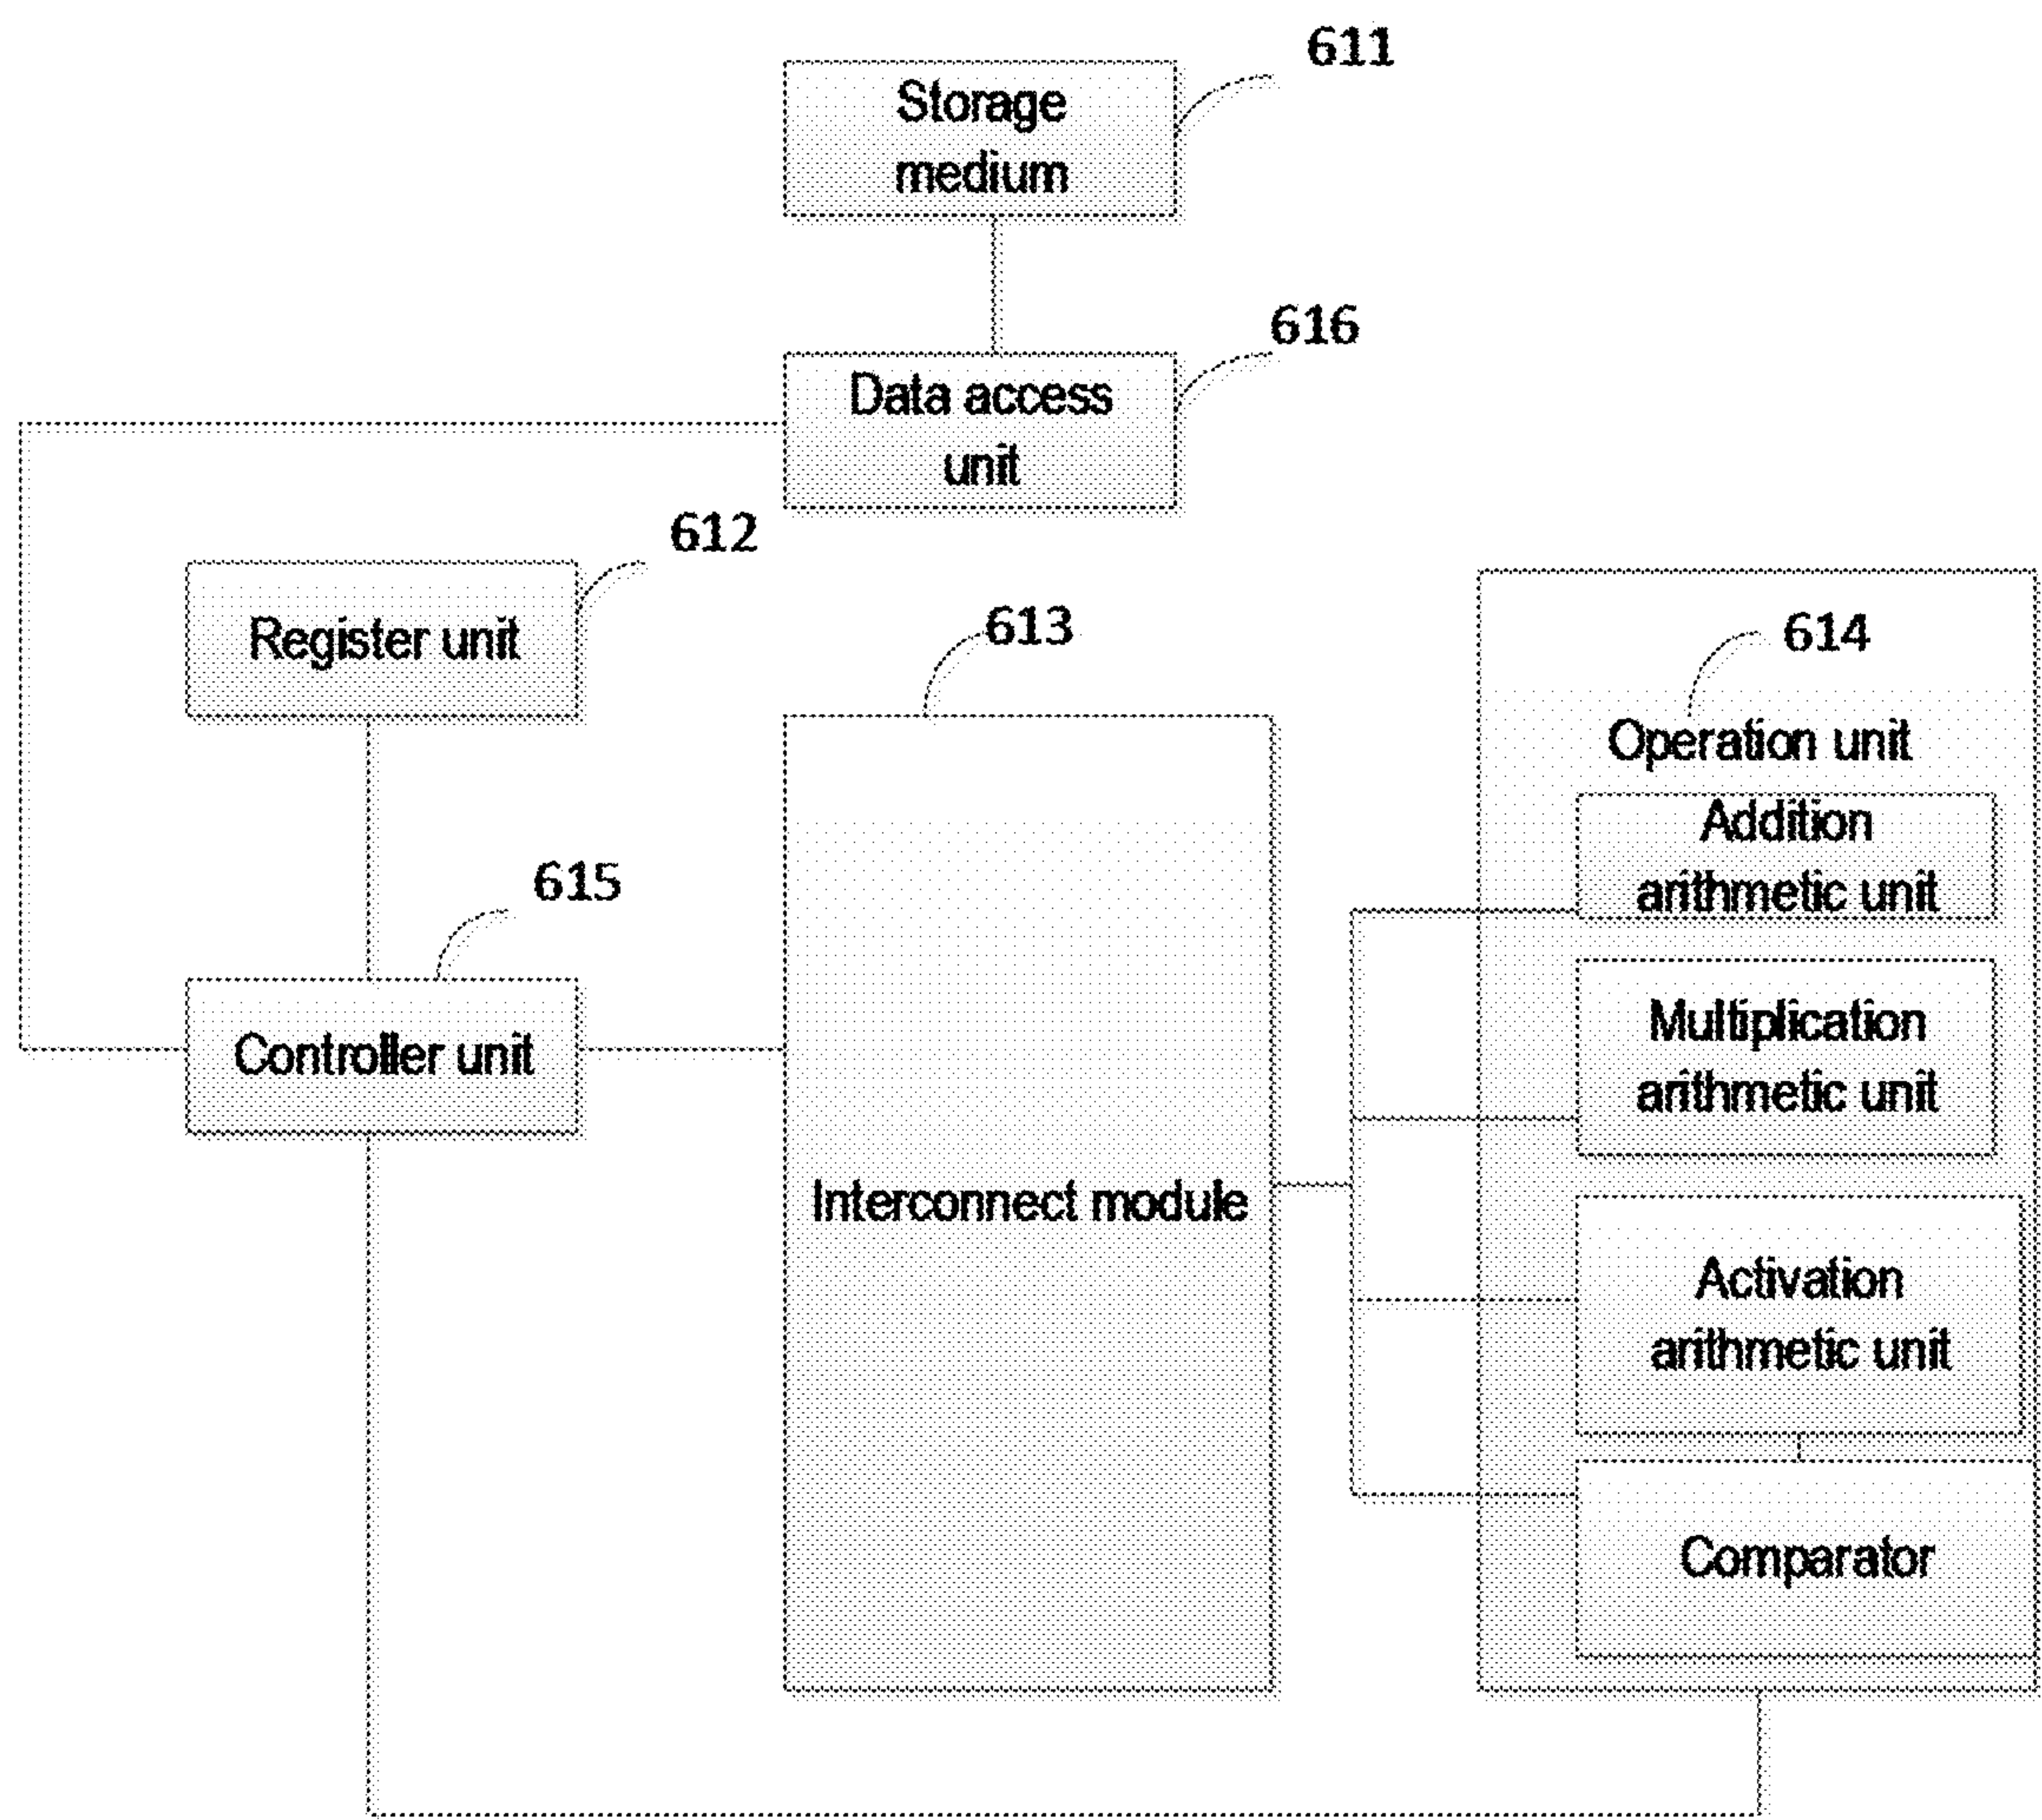 611
Storage
medium
616
Data access
unit
612
Register unit
613
614
Operation unit
Addition
arithmetic unit
615
Controller unit
Multiplication
arithmetic unit
Interconnect module
Activation
arithmetic unit
Comparator